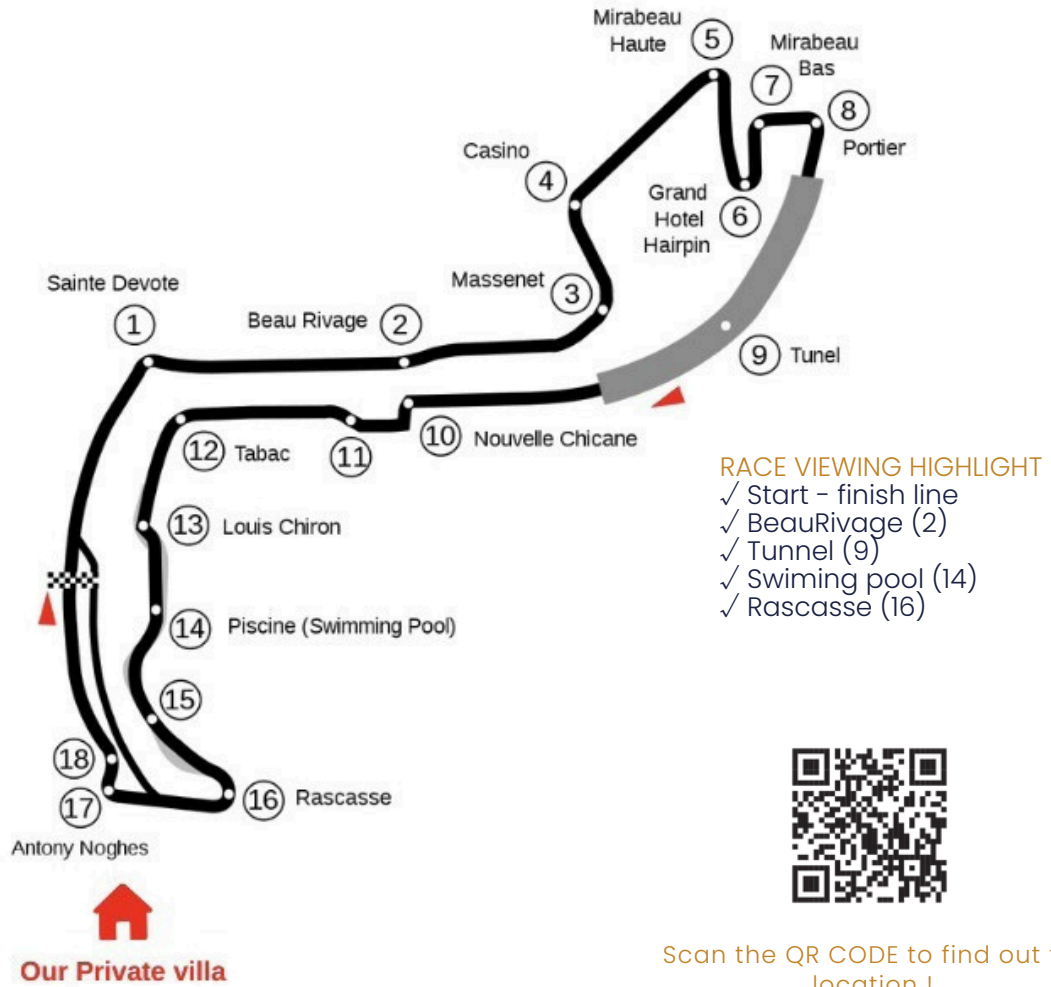 Mirabeau
Haute
5
Mirabeau
Bas
7
8
Portier
Casino
4
Grand
Hotel
Hairpin
6
Sainte Devote
1
Massenet
3
Beau Rivage
2
9
Tunel
10
Nouvelle Chicane
12
Tabac
11
RACE VIEWING HIGHLIGHT
√ Start - finish line
√ BeauRivage (2)
√ Tunnel (9)
√ Swiming pool (14)
√ Rascasse (16)
13
Louis Chiron
14
Piscine (Swimming Pool)
15
18
17
16
Rascasse
Antony Noghes
Our Private villa
Scan the QR CODE to find out
location !